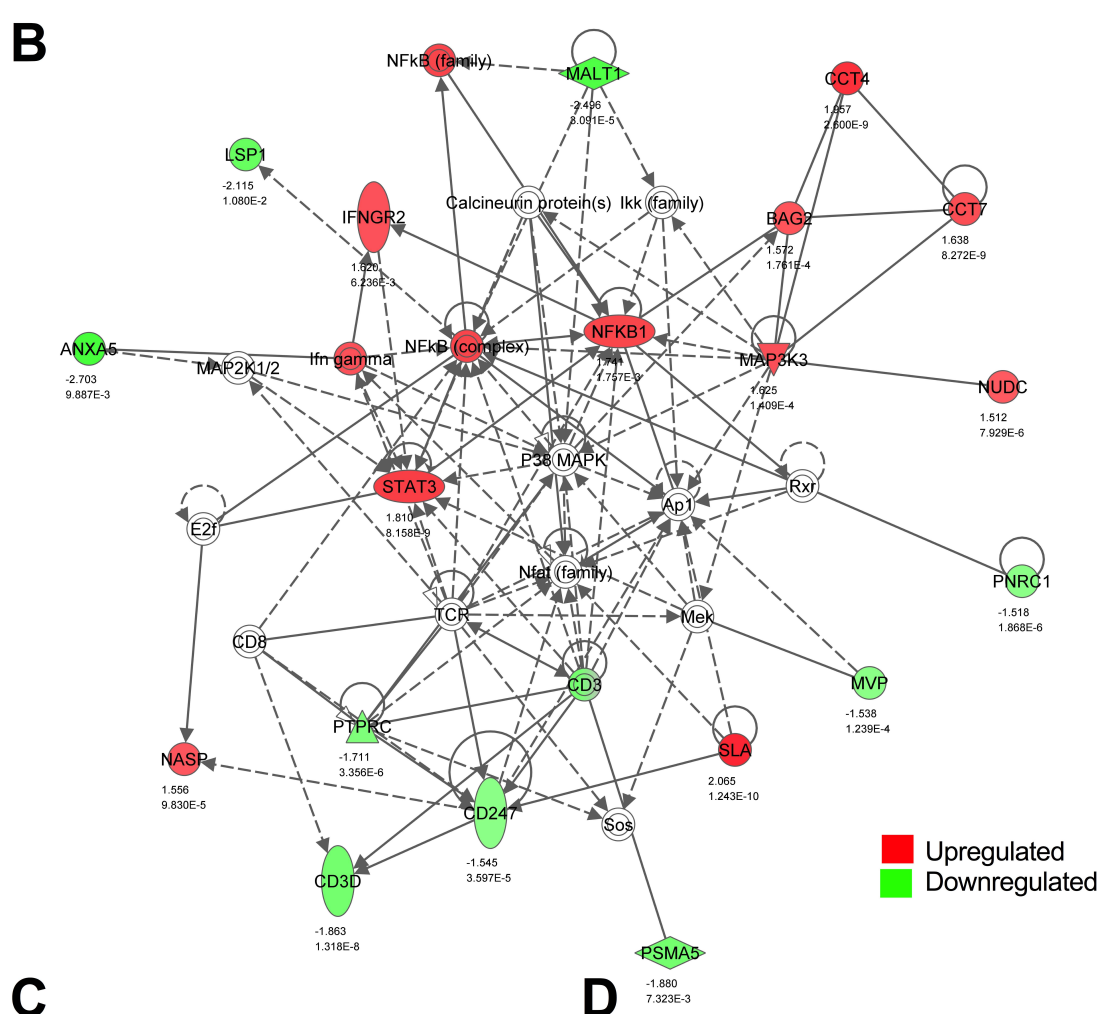 B
NFkB (family)
MALT1
-2.496
3.091E-5
CCT4
1.957
2.600E-9
LSP1
-2.115
1.080E-2
IFNGR2
1.620
6.236E-3
Calcineurin protein(s)
Ikk (family)
BAG2
1.572
1.761E-4
CCT7
1.638
8.272E-9
ANXA5
-2.703
9.887E-3
MAP2K1/2
Ifn gamma
NFkB (complex)
NFKB1
1.741
1.757E-3
MAP3K3
1.625
1.409E-4
NUDC
1.512
7.929E-6
P38 MAPK
STAT3
1.810
8.158E-9
Ap1
Rxr
E2f
Nfat (family)
PNRC1
-1.518
1.868E-6
TCR
Mek
CD8
CD3
MVP
-1.538
1.239E-4
PTPRC
-1.711
3.356E-6
NASP
1.556
9.830E-5
SLA
2.065
1.243E-10
CD247
-1.545
3.597E-5
Sos
Upregulated
Downregulated
CD3D
-1.863
1.318E-8
PSMA5
-1.880
7.323E-3
C
D